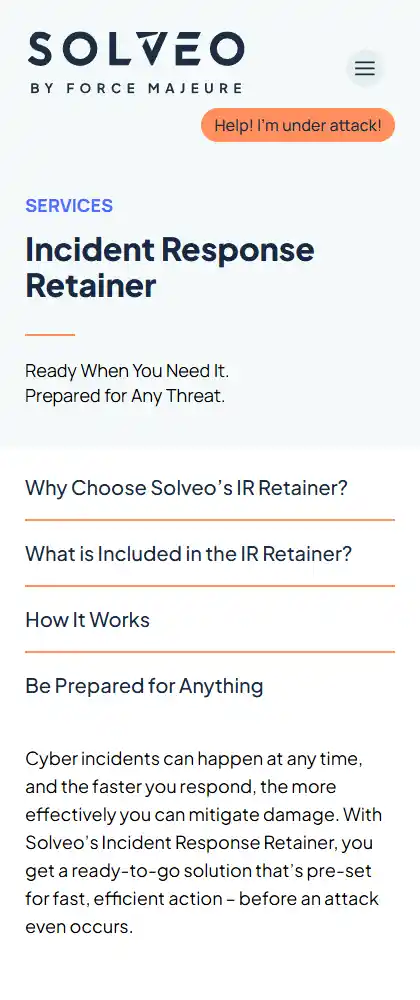 SOLVEO
BY FORCE MAJEURE
Help! I'm under attack!
SERVICES
Incident Response
Retainer
Ready When You Need It.
Prepared for Any Threat.
Why Choose Solveo's IR Retainer?
What is Included in the IR Retainer?
How It Works
Be Prepared for Anything
Cyber incidents can happen at any time,
and the faster you respond, the more
effectively you can mitigate damage. With
Solveo's Incident Response Retainer, you
get a ready-to-go solution that's pre-set
for fast, efficient action – before an attack
even occurs.